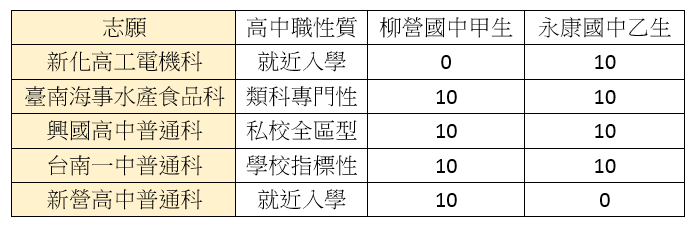 志願 高中職性質 柳營國中甲生 永康國中乙生
新化高工電機科 就近入學 0 10
臺南海事水產食品科 類科專門性 10 10
興國高中普通科 私校全區型 10 10
台南一中普通科 學校指標性 10 10
新營高中普通科 就近入學 10 0